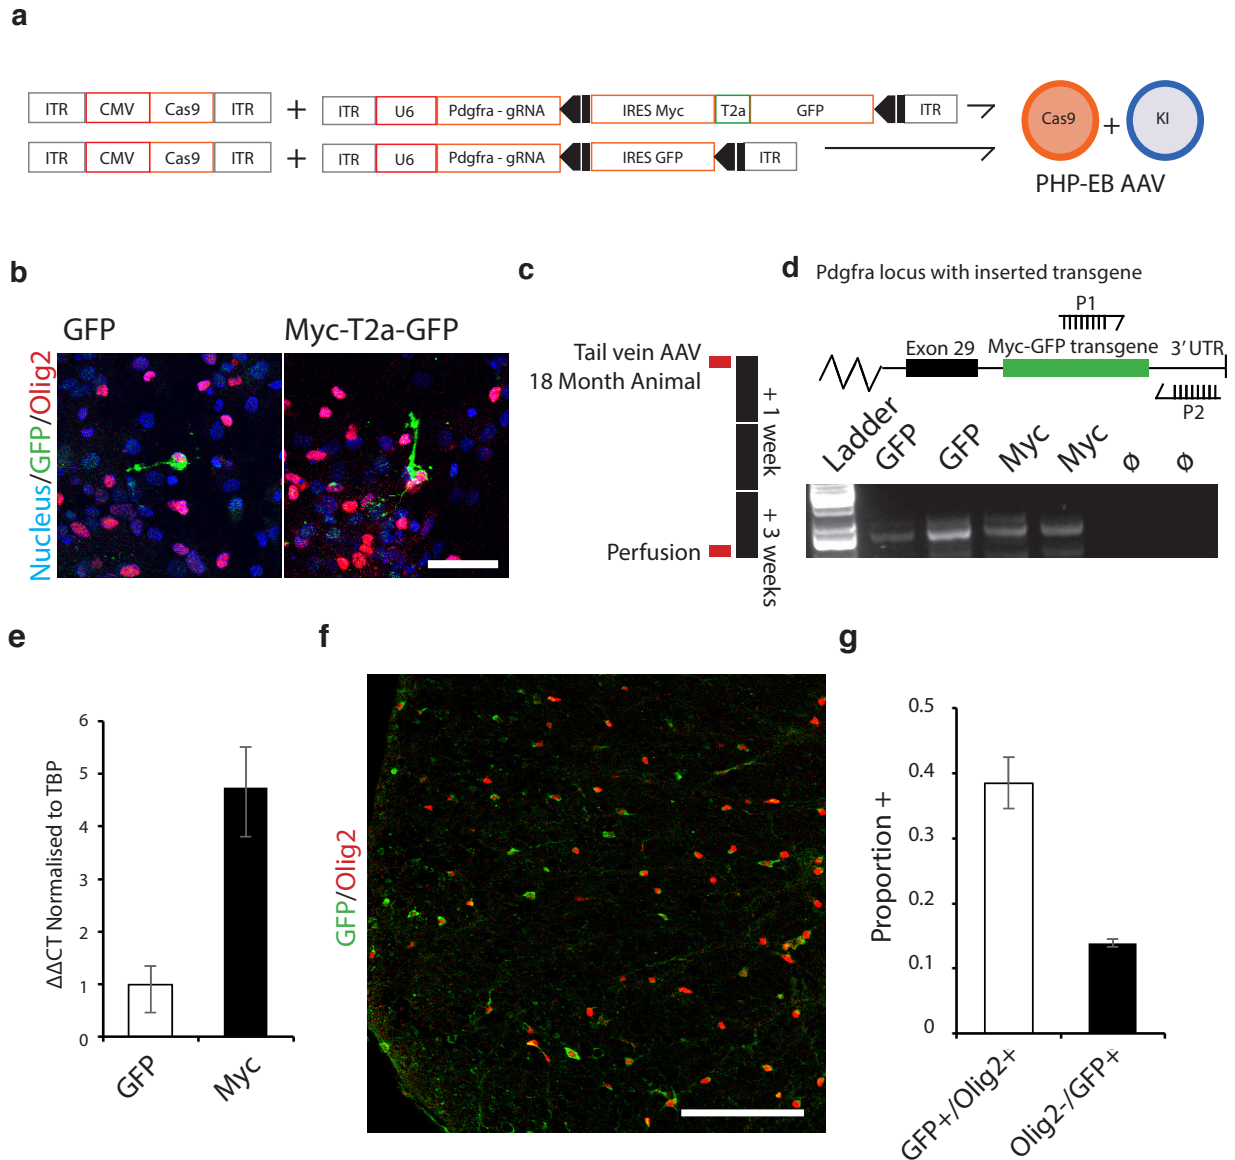 a
ITR CMV Cas9 ITR + ITR U6 Pdgfra - gRNA IRES Myc T2a GFP ITR
ITR CMV Cas9 ITR + ITR U6 Pdgfra - gRNA IRES GFP ITR
Cas9 + KI
PHP-EB AAV
b
GFP Myc-T2a-GFP
Nucleus/GFP/Olig2
c
Tail vein AAV
18 Month Animal
+ 1 week
+ 3 weeks
Perfusion
d
Pdgfra locus with inserted transgene
P1
Exon 29 Myc-GFP transgene 3' UTR
P2
Ladder GFP GFP Myc Myc ϕ ϕ
e
ΔΔCT Normalised to TBP
6
5
4
3
2
1
0
GFP Myc
f
GFP/Olig2
g
Proportion +
0.5
0.4
0.3
0.2
0.1
0
GFP+/Olig2+ Olig2-/GFP+